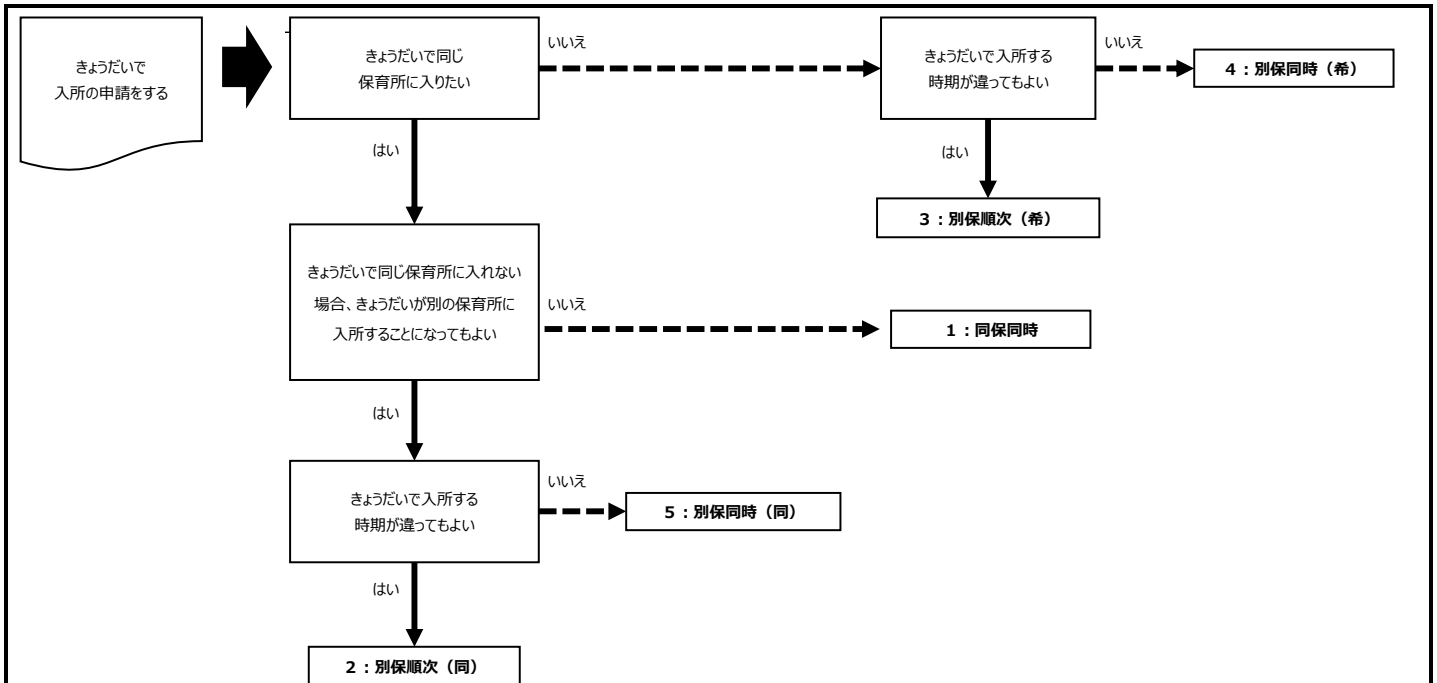 きょうだいで
入所の申請をする
きょうだいで同じ
保育所に入りたい
いいえ
きょうだいで入所する
時期が違ってもよい
いいえ
4：別保同時（希）
はい
はい
3：別保順次（希）
きょうだいで同じ保育所に入れない
場合、きょうだいが別の保育所に
入所することになってもよい
いいえ
1：同保同時
はい
きょうだいで入所する
時期が違ってもよい
いいえ
5：別保同時（同）
はい
2：別保順次（同）